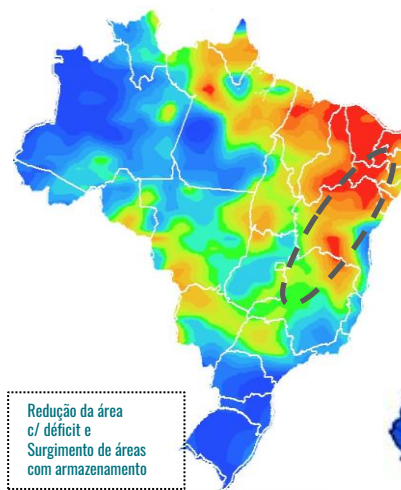 Redução da área
c/ déficit e
Surgimento de áreas
com armazenamento